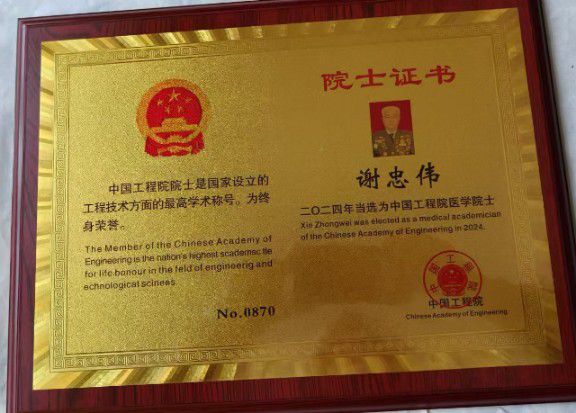 中国工程院院士是国家设立的
工程技术方面的最高学术称号。为终
身荣誉。
The Member of the Chinese Academy of
Engineering is the nation's highest scademsc tle
for life bonour in the feld of engineerig and
echnological scinees.
No.0870
院士证书
谢忠伟
二〇二四年当选为中国工程院医学院士
Xie Zhongwei was elected as a medical academician
of the Chinese Academy of Engineering in 2024.
中国工程院
中国工程院
Chinese Academy of Engineering